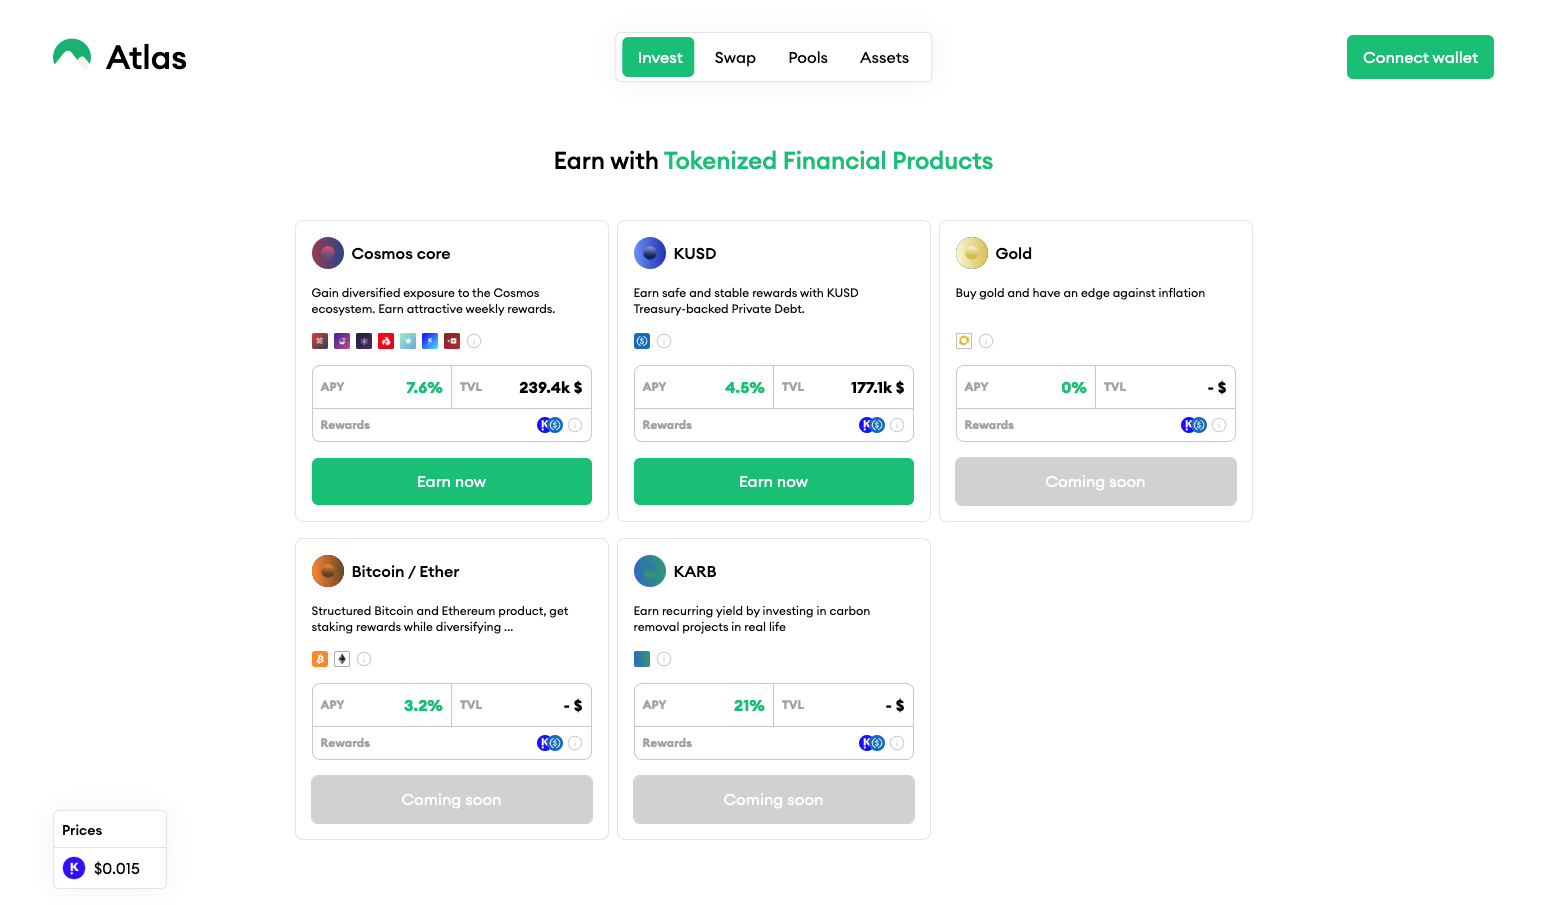 Atlas
Invest
Swap
Pools
Assets
Connect wallet
Earn with Tokenized Financial Products
Cosmos core
Gain diversified exposure to the Cosmos
ecosystem. Earn attractive weekly rewards.
APY 7.6% TVL 239.4k $
Rewards
Earn now
KUSD
Earn safe and stable rewards with KUSD
Treasury-backed Private Debt.
APY 4.5% TVL 177.1k $
Rewards
Earn now
Gold
Buy gold and have an edge against inflation
APY 0% TVL - $
Rewards
Coming soon
Bitcoin / Ether
Structured Bitcoin and Ethereum product, get
staking rewards while diversifying ...
APY 3.2% TVL - $
Rewards
Coming soon
KARB
Earn recurring yield by investing in carbon
removal projects in real life
APY 21% TVL - $
Rewards
Coming soon
Prices
$0.015